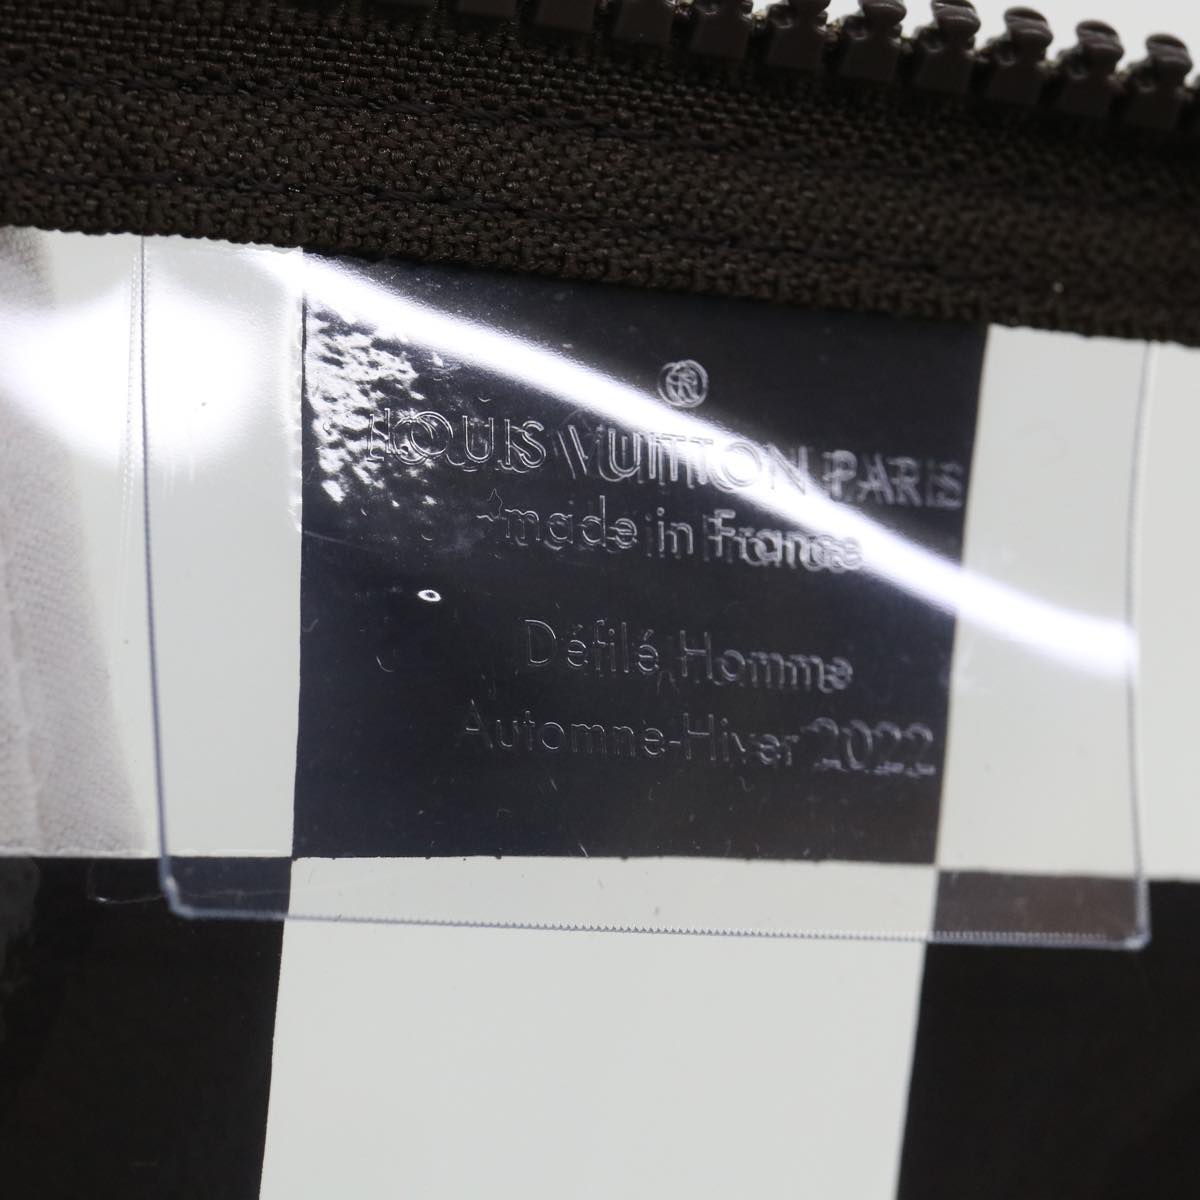 ®
LOUIS VUITTON PARIS
made in France
Défilé Homme
Automne-Hiver 2022